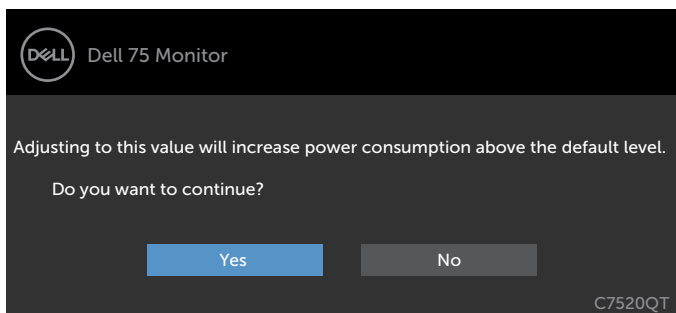 DELL Dell 75 Monitor
Adjusting to this value will increase power consumption above the default level.
Do you want to continue?
Yes No
C7520QT